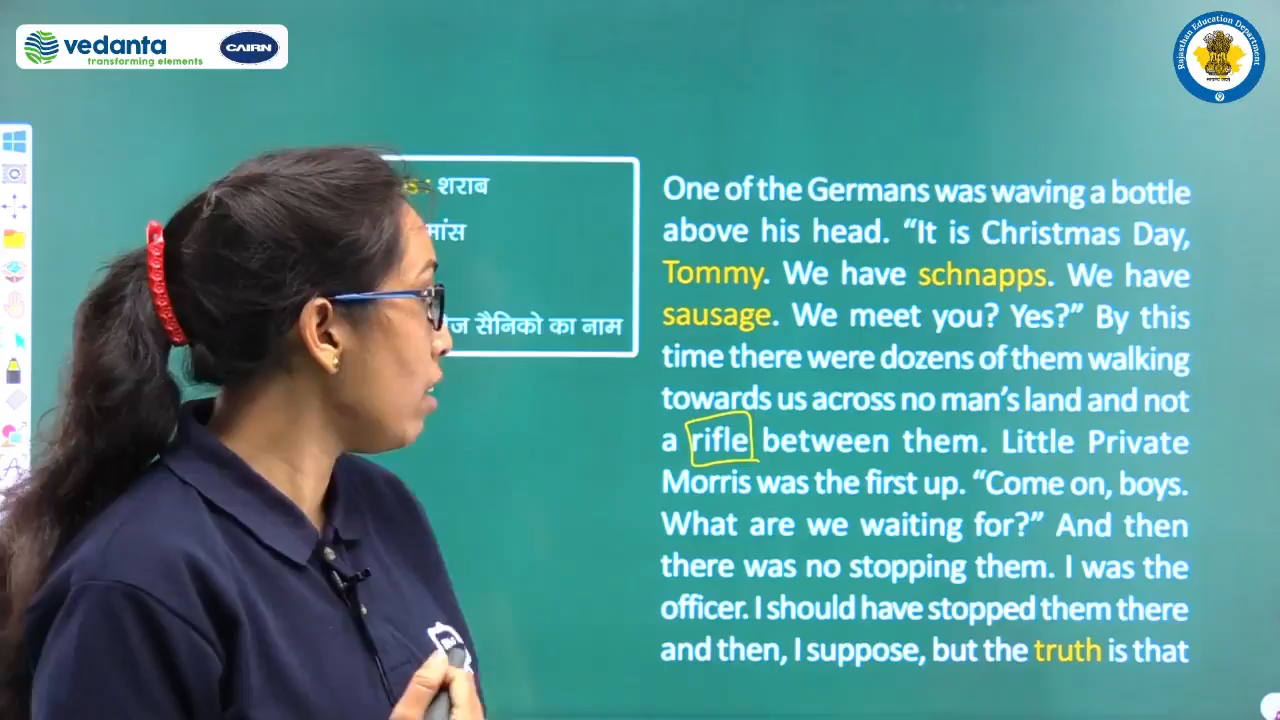 vedanta
transforming elements
CAIRN
Rajasthan Education Department
शराब
मांस
सैनिको का नाम
One of the Germans was waving a bottle
above his head. “It is Christmas Day,
Tommy. We have schnapps. We have
sausage. We meet you? Yes?” By this
time there were dozens of them walking
towards us across no man’s land and not
a rifle between them. Little Private
Morris was the first up. “Come on, boys.
What are we waiting for?” And then
there was no stopping them. I was the
officer. I should have stopped them there
and then, I suppose, but the truth is that